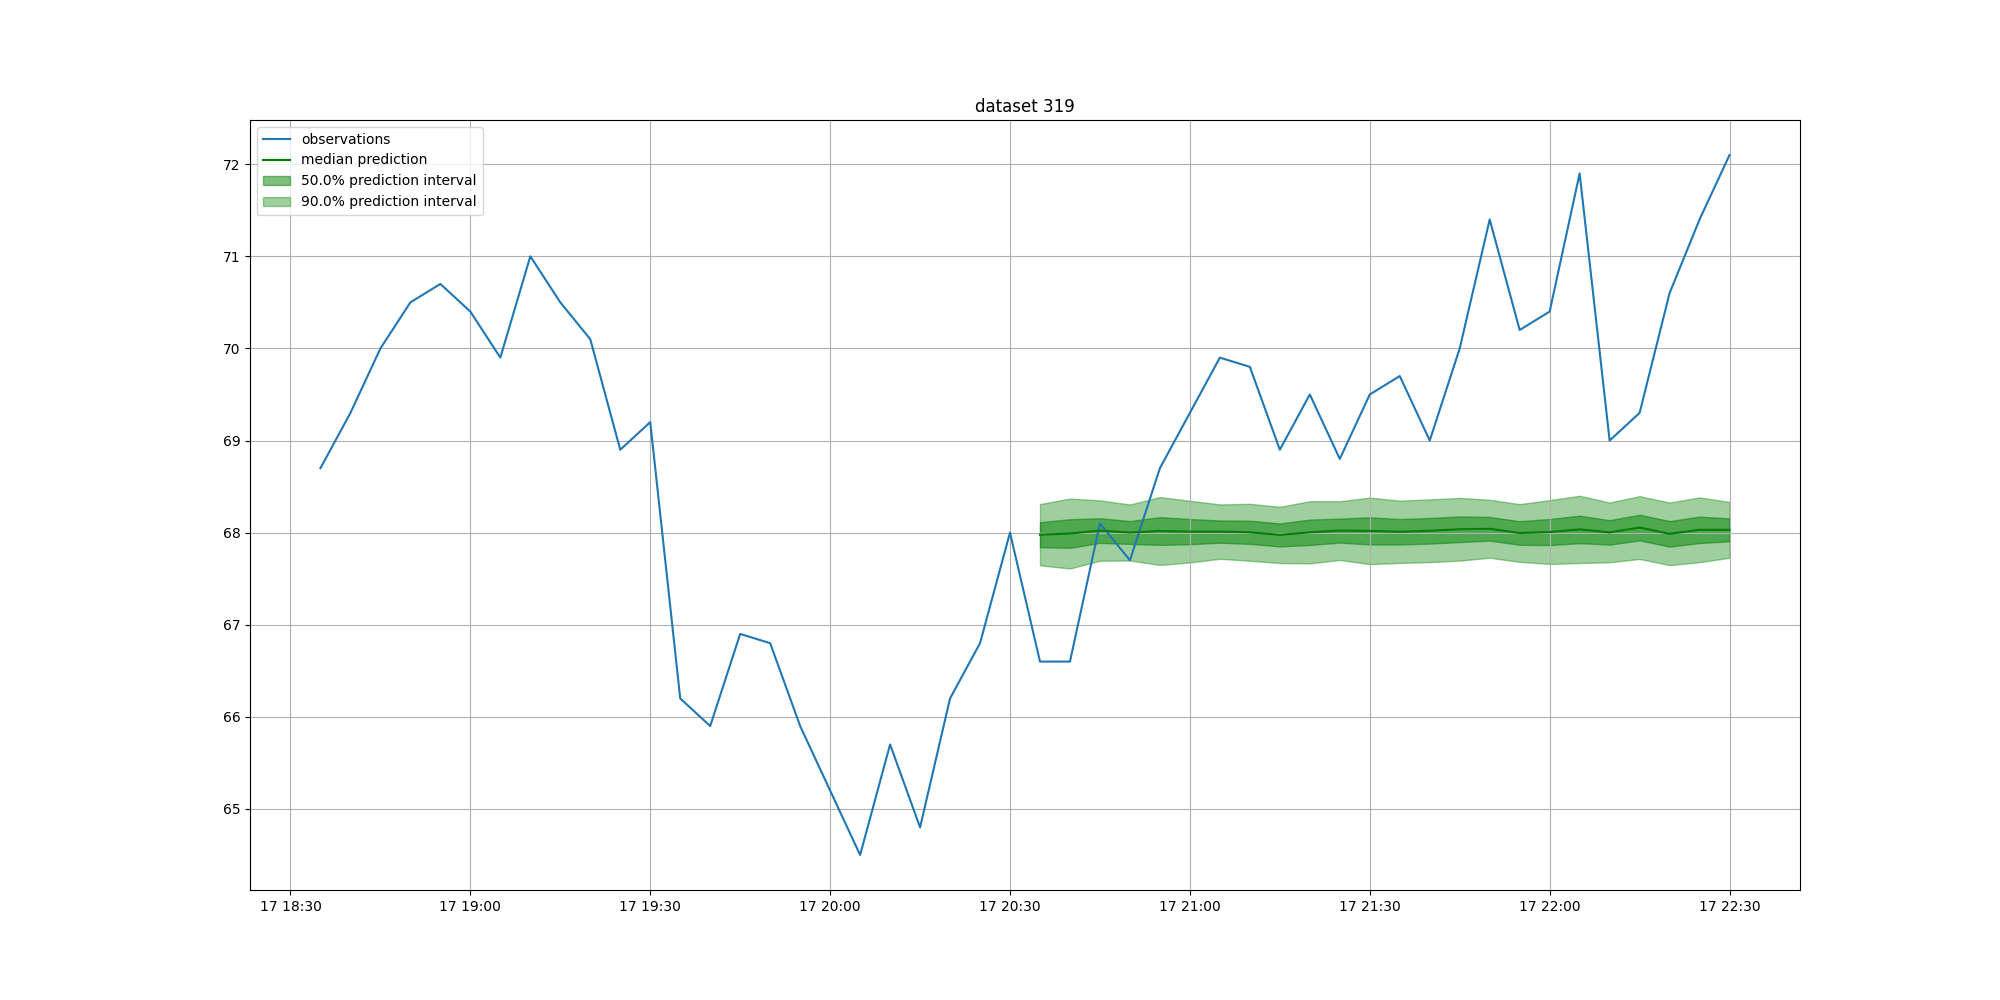 dataset 319
observations
median prediction
50.0% prediction interval
90.0% prediction interval
72
71
70
69
68
67
66
65
17 18:30 17 19:00 17 19:30 17 20:00 17 20:30 17 21:00 17 21:30 17 22:00 17 22:30